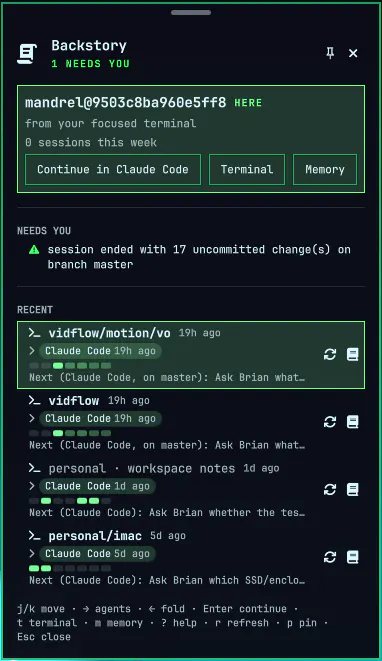 Backstory
1 NEEDS YOU
mandrel@9503c8ba960e5ff8 HERE
from your focused terminal
0 sessions this week
Continue in Claude Code
Terminal
Memory
NEEDS YOU
session ended with 17 uncommitted change(s) on
branch master
RECENT
vidflow/motion/vo 19h ago
Claude Code 19h ago
Next (Claude Code, on master): Ask Brian what…
vidflow 19h ago
Claude Code 19h ago
Next (Claude Code, on master): Ask Brian what…
personal · workspace notes 1d ago
Claude Code 1d ago
Next (Claude Code): Ask Brian whether the tes…
personal/imac 5d ago
Claude Code 5d ago
Next (Claude Code): Ask Brian which SSD/enclo…
j/k move · → agents · ← fold · Enter continue ·
t terminal · m memory · ? help · r refresh · p pin ·
Esc close